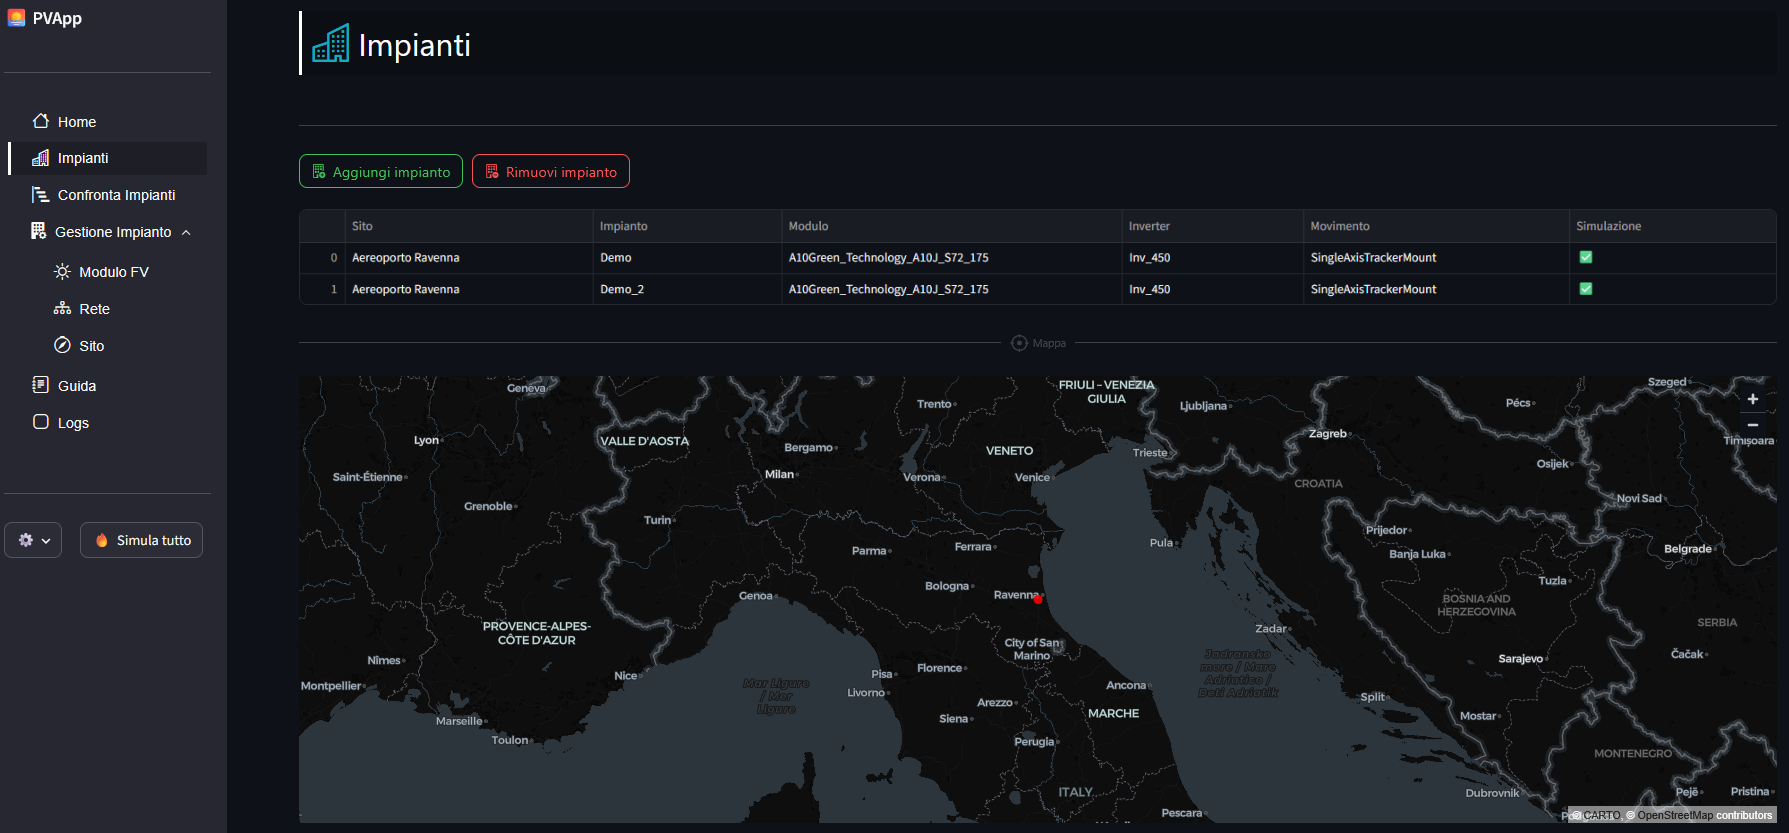 PVApp
Home
Impianti
Confronta Impianti
Gestione Impianto
Modulo FV
Rete
Sito
Guida
Logs
Simula tutto
Impianti
Aggiungi impianto
Rimuovi impianto
Sito Impianto Modulo Inverter Movimento Simulazione
0 Aereoporto Ravenna Demo A10Green_Technology_A10J_S72_175 Inv_450 SingleAxisTrackerMount
1 Aereoporto Ravenna Demo_2 A10Green_Technology_A10J_S72_175 Inv_450 SingleAxisTrackerMount
Mappa
Geneva
FRIULI – VENEZIA
GIULIA
Szeged
Trento
Ljubljana
Pécs
+
Lyon
VALLE D'AOSTA
Bergamo
VENETO
Trieste
Zagreb
−
Timișoara
Saint-Étienne
Milan
Verona
Venice
CROATIA
Osijek
Novi Sad
Grenoble
Turin
Parma
Ferrara
Pula
Prijedor
Banja Luka
Belgrade
Genoa
Bologna
Ravenna
Tuzla
BOSNIA AND
HERZEGOVINA
PROVENCE-ALPES-
CÔTE D'AZUR
City of San
Marino
Zadar
SERBIA
Nîmes
Nice
Pisa
Florence
Jadransko
more / Mare
Adriatico /
Deti Adriatik
Sarajevo
Čačak
Montpellier
Mar Ligure
/ Mer
Ligure
Livorno
Arezzo
Ancona
Split
Marseille
Siena
MARCHE
Mostar
Toulon
Perugia
MONTENEGRO
ITALY
Dubrovnik
Pejë
Pristina
Pescara
© CARTO, © OpenStreetMap contributors